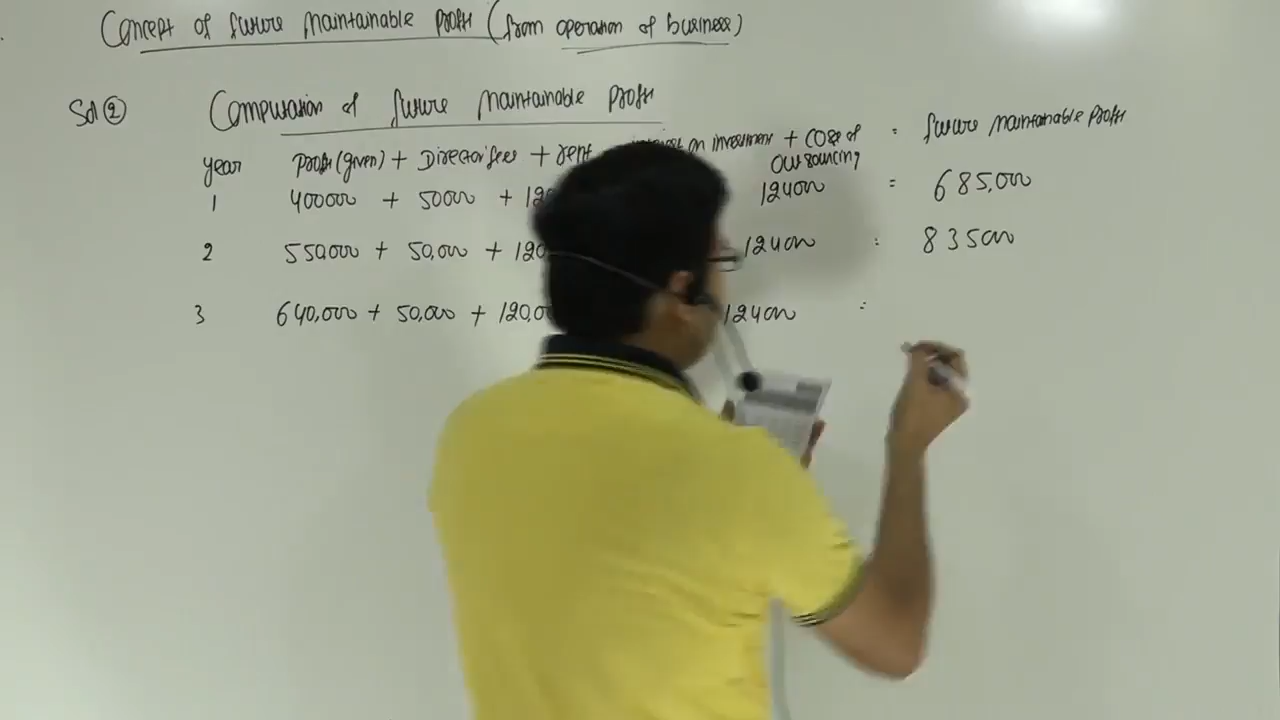 Concept of future maintainable profit (from operation of business)
Sol ② Computation of future maintainable profit
year profit (given) + Director fees + rent on investment + Cost of outsourcing = future maintainable profit
1 400000 + 50000 + 12 124000 = 685,000
2 550000 + 50,000 + 120 124000 = 835000
3 640,000 + 50,000 + 120,00 124000 =